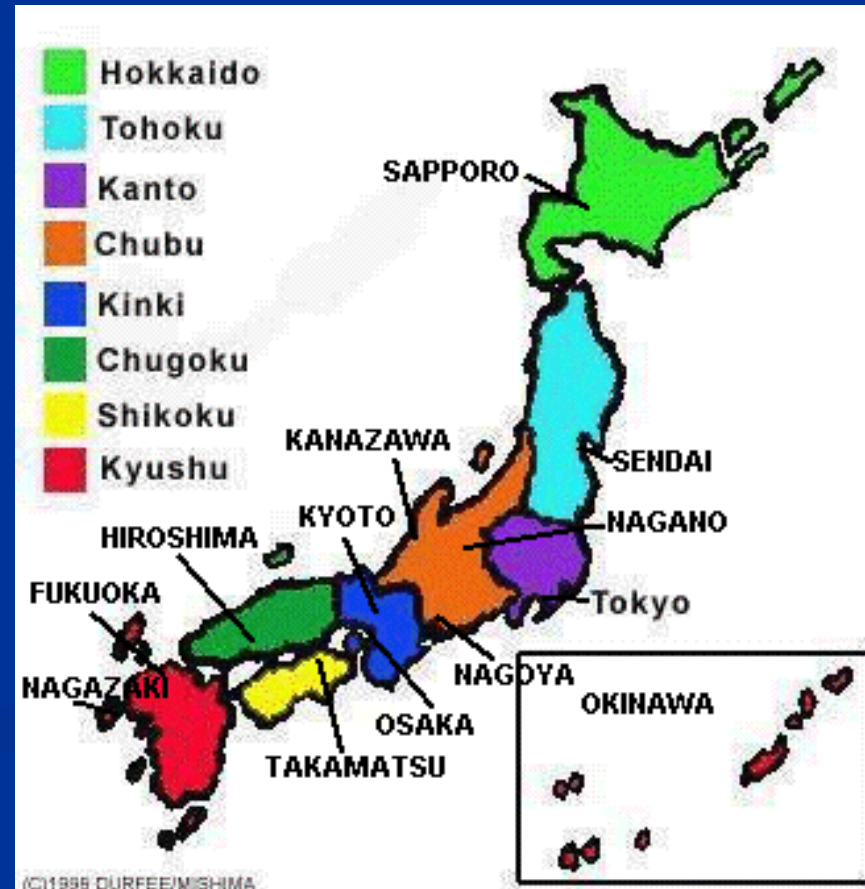 Hokkaido
Tohoku
Kanto
Chubu
Kinki
Chugoku
Shikoku
Kyushu
SAPPORO
KANAZAWA
SENDAI
KYOTO
NAGANO
HIROSHIMA
FUKUOKA
Tokyo
NAGAZAKI
NAGOYA
OSAKA
OKINAWA
TAKAMATSU
(C)1999 DURFEE/MISHIMA